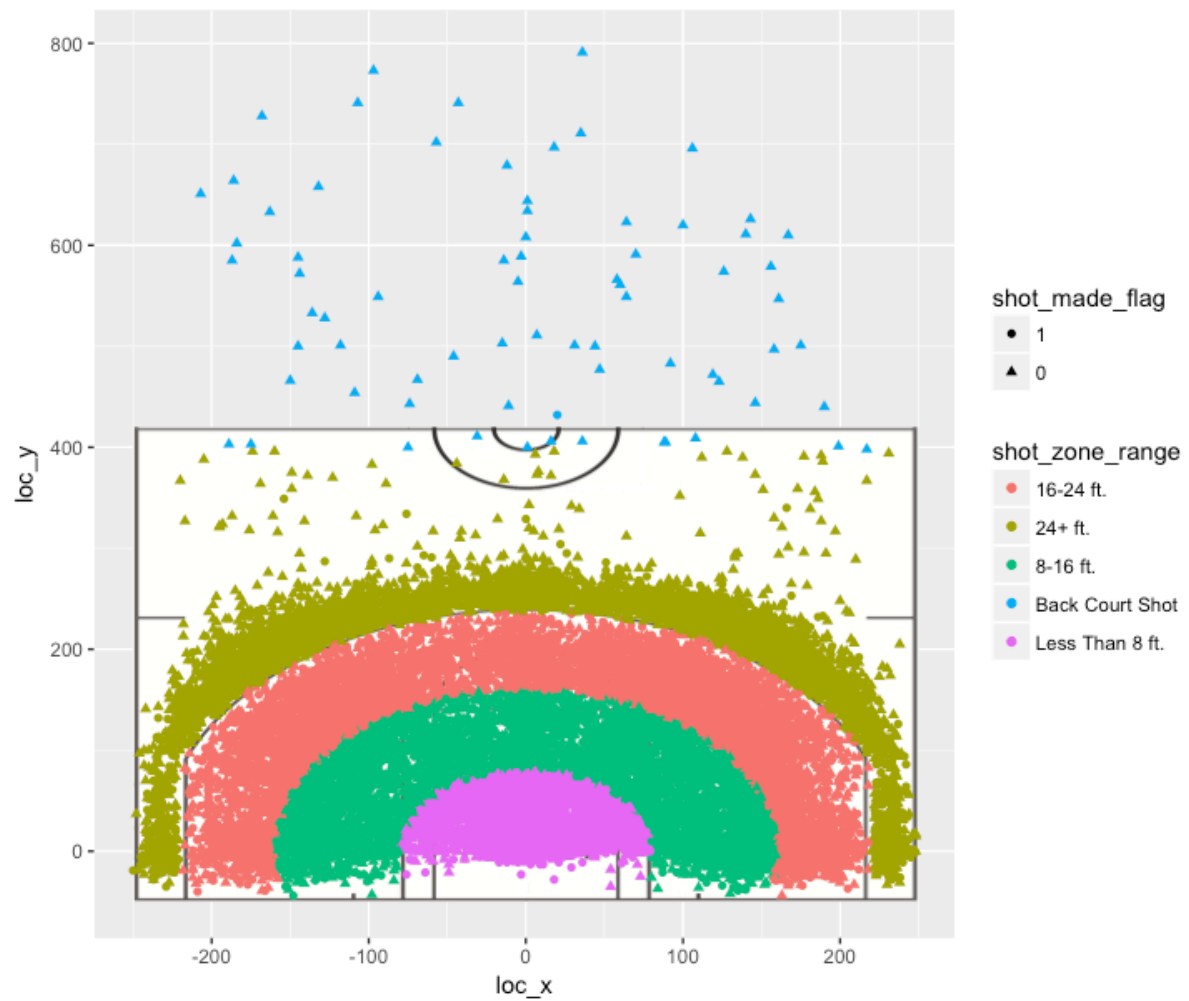 800
600
400
200
0
loc_y
-200
-100
0
100
200
loc_x
shot_made_flag
1
0
shot_zone_range
16-24 ft.
24+ ft.
8-16 ft.
Back Court Shot
Less Than 8 ft.